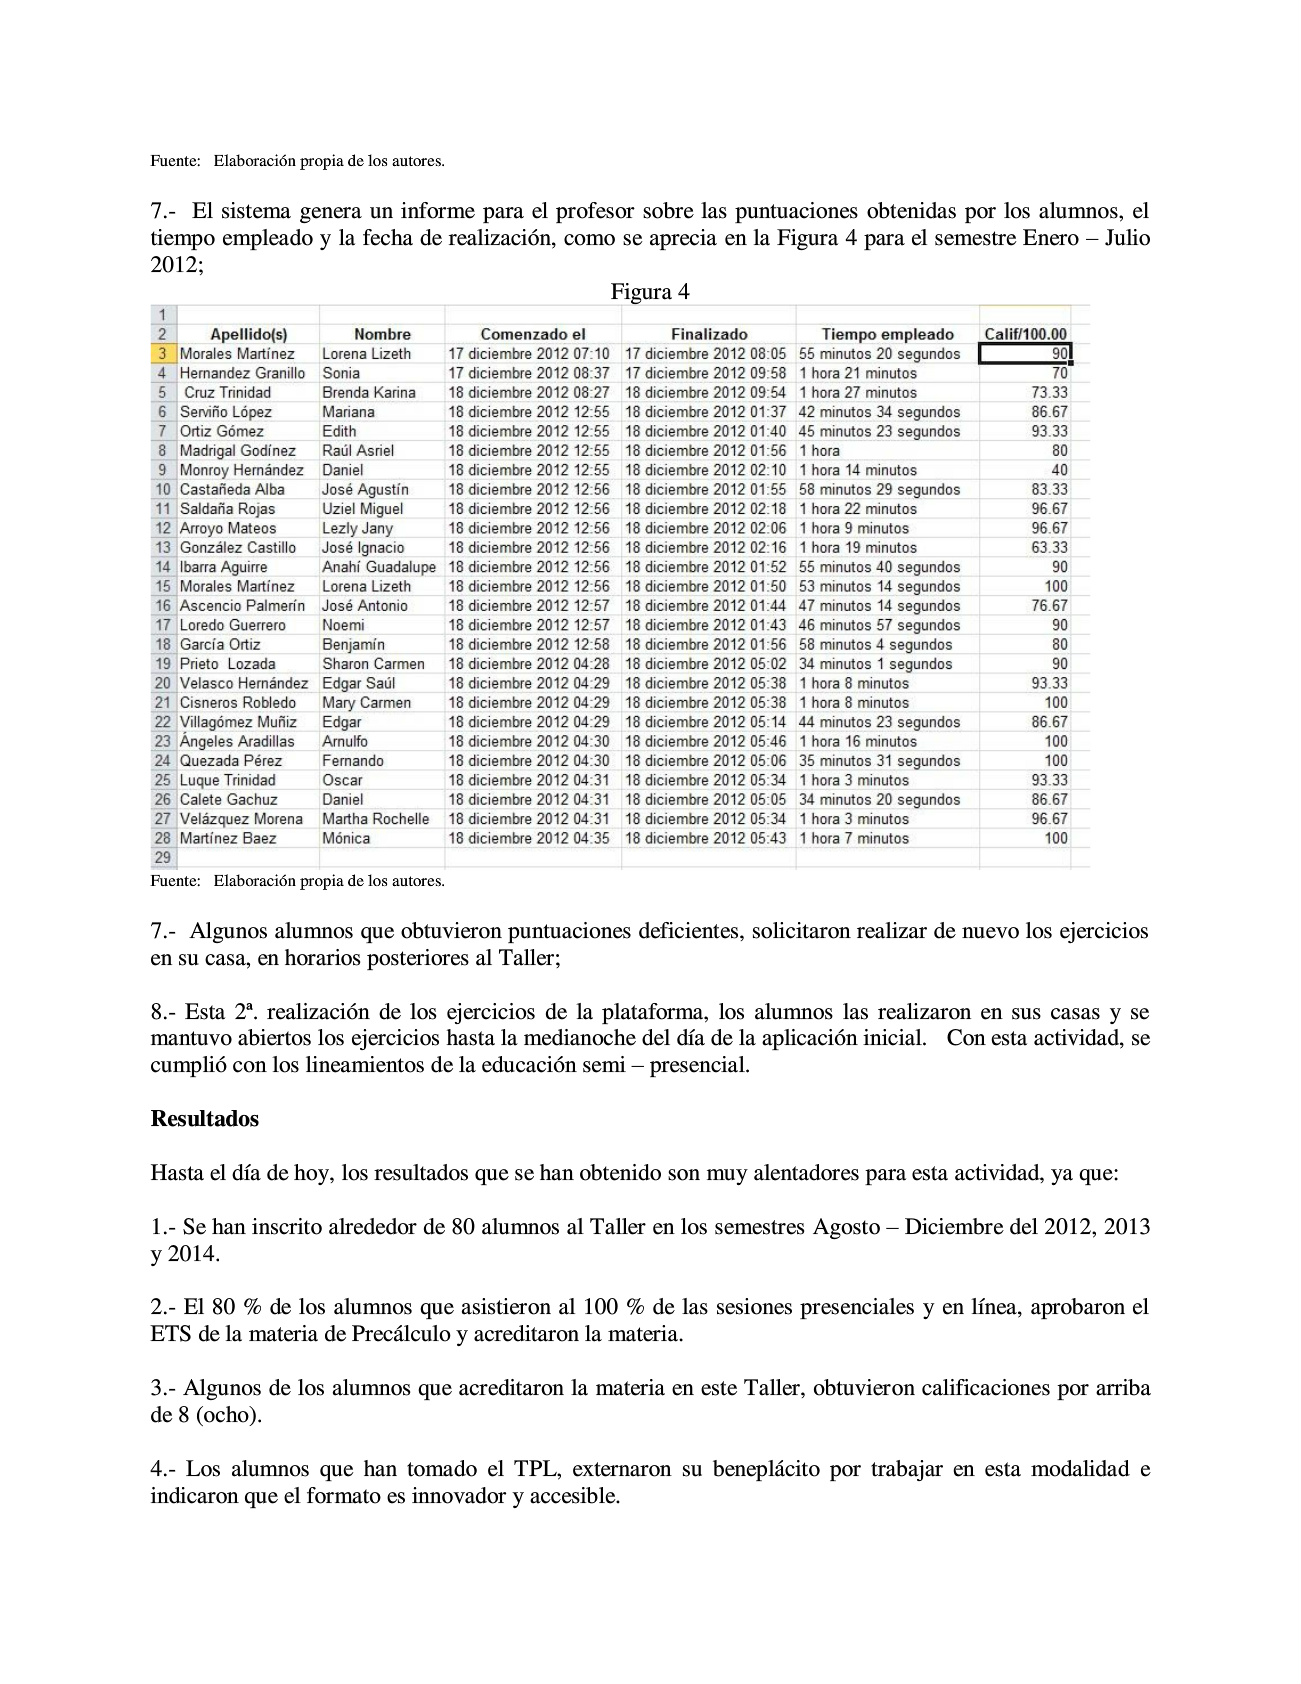 Fuente: Elaboración propia de los autores.
7.- El sistema genera un informe para el profesor sobre las puntuaciones obtenidas por los alumnos, el
tiempo empleado y la fecha de realización, como se aprecia en la Figura 4 para el semestre Enero – Julio
2012;
Figura 4
1
2 Apellido(s) Nombre Comenzado el Finalizado Tiempo empleado Calif/100.00
3 Morales Martínez Lorena Lizeth 17 diciembre 2012 07:10 17 diciembre 2012 08:05 55 minutos 20 segundos 90
4 Hernandez Granillo Sonia 17 diciembre 2012 08:37 17 diciembre 2012 09:58 1 hora 21 minutos 70
5 Cruz Trinidad Brenda Karina 18 diciembre 2012 08:27 18 diciembre 2012 09:54 1 hora 27 minutos 73.33
6 Serviño López Mariana 18 diciembre 2012 12:55 18 diciembre 2012 01:37 42 minutos 34 segundos 86.67
7 Ortiz Gómez Edith 18 diciembre 2012 12:55 18 diciembre 2012 01:40 45 minutos 23 segundos 93.33
8 Madrigal Godínez Raúl Asriel 18 diciembre 2012 12:55 18 diciembre 2012 01:56 1 hora 80
9 Monroy Hernández Daniel 18 diciembre 2012 12:55 18 diciembre 2012 02:10 1 hora 14 minutos 40
10 Castañeda Alba José Agustín 18 diciembre 2012 12:56 18 diciembre 2012 01:55 58 minutos 29 segundos 83.33
11 Saldaña Rojas Uziel Miguel 18 diciembre 2012 12:56 18 diciembre 2012 02:18 1 hora 22 minutos 96.67
12 Arroyo Mateos Lezly Jany 18 diciembre 2012 12:56 18 diciembre 2012 02:06 1 hora 9 minutos 96.67
13 González Castillo José Ignacio 18 diciembre 2012 12:56 18 diciembre 2012 02:16 1 hora 19 minutos 63.33
14 Ibarra Aguirre Anahí Guadalupe 18 diciembre 2012 12:56 18 diciembre 2012 01:52 55 minutos 40 segundos 90
15 Morales Martínez Lorena Lizeth 18 diciembre 2012 12:56 18 diciembre 2012 01:50 53 minutos 14 segundos 100
16 Ascencio Palmerín José Antonio 18 diciembre 2012 12:57 18 diciembre 2012 01:44 47 minutos 14 segundos 76.67
17 Loredo Guerrero Noemi 18 diciembre 2012 12:57 18 diciembre 2012 01:43 46 minutos 57 segundos 90
18 García Ortiz Benjamín 18 diciembre 2012 12:58 18 diciembre 2012 01:56 58 minutos 4 segundos 80
19 Prieto Lozada Sharon Carmen 18 diciembre 2012 04:28 18 diciembre 2012 05:02 34 minutos 1 segundos 90
20 Velasco Hernández Edgar Saúl 18 diciembre 2012 04:29 18 diciembre 2012 05:38 1 hora 8 minutos 93.33
21 Cisneros Robledo Mary Carmen 18 diciembre 2012 04:29 18 diciembre 2012 05:38 1 hora 8 minutos 100
22 Villagómez Muñiz Edgar 18 diciembre 2012 04:29 18 diciembre 2012 05:14 44 minutos 23 segundos 86.67
23 Ángeles Aradillas Arnulfo 18 diciembre 2012 04:30 18 diciembre 2012 05:46 1 hora 16 minutos 100
24 Quezada Pérez Fernando 18 diciembre 2012 04:30 18 diciembre 2012 05:06 35 minutos 31 segundos 100
25 Luque Trinidad Oscar 18 diciembre 2012 04:31 18 diciembre 2012 05:34 1 hora 3 minutos 93.33
26 Calete Gachuz Daniel 18 diciembre 2012 04:31 18 diciembre 2012 05:05 34 minutos 20 segundos 86.67
27 Velázquez Morena Martha Rochelle 18 diciembre 2012 04:31 18 diciembre 2012 05:34 1 hora 3 minutos 96.67
28 Martínez Baez Mónica 18 diciembre 2012 04:35 18 diciembre 2012 05:43 1 hora 7 minutos 100
29
Fuente: Elaboración propia de los autores.
7.- Algunos alumnos que obtuvieron puntuaciones deficientes, solicitaron realizar de nuevo los ejercicios
en su casa, en horarios posteriores al Taller;
8.- Esta 2ª. realización de los ejercicios de la plataforma, los alumnos las realizaron en sus casas y se
mantuvo abiertos los ejercicios hasta la medianoche del día de la aplicación inicial. Con esta actividad, se
cumplió con los lineamientos de la educación semi – presencial.
Resultados
Hasta el día de hoy, los resultados que se han obtenido son muy alentadores para esta actividad, ya que:
1.- Se han inscrito alrededor de 80 alumnos al Taller en los semestres Agosto – Diciembre del 2012, 2013
y 2014.
2.- El 80 % de los alumnos que asistieron al 100 % de las sesiones presenciales y en línea, aprobaron el
ETS de la materia de Precálculo y acreditaron la materia.
3.- Algunos de los alumnos que acreditaron la materia en este Taller, obtuvieron calificaciones por arriba
de 8 (ocho).
4.- Los alumnos que han tomado el TPL, externaron su beneplácito por trabajar en esta modalidad e
indicaron que el formato es innovador y accesible.